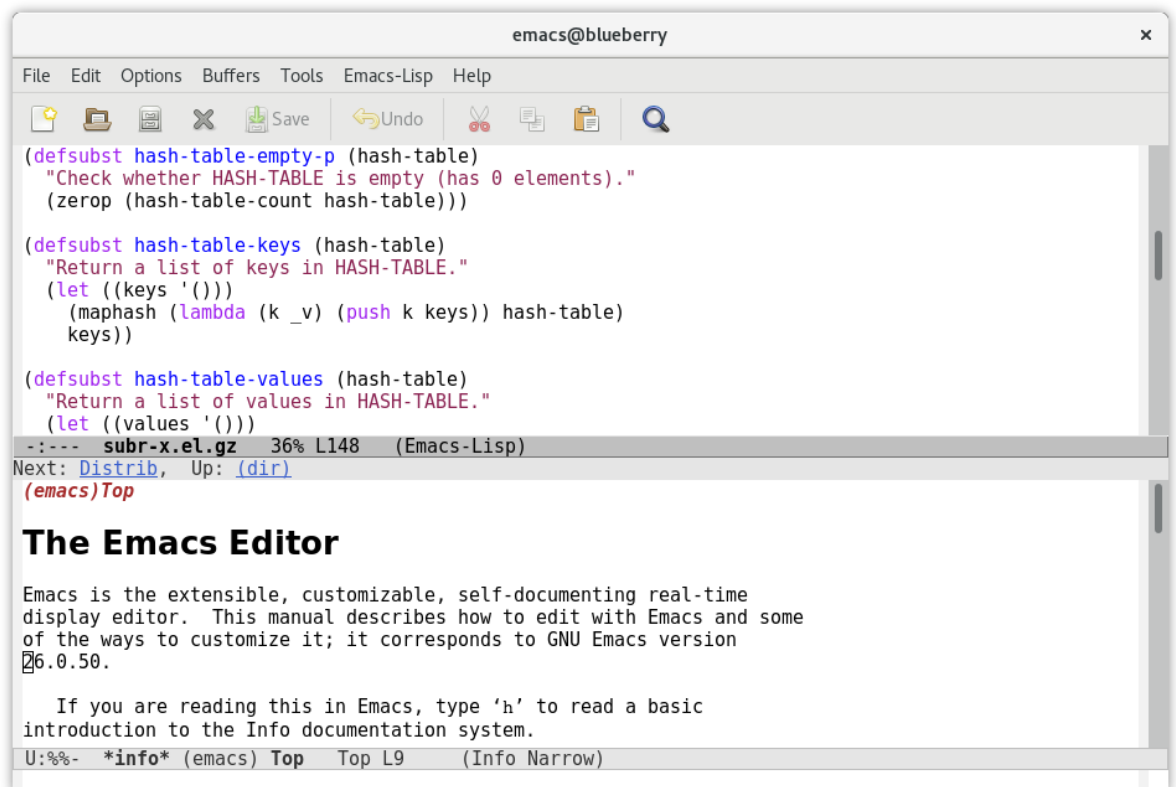 emacs@blueberry ×
File Edit Options Buffers Tools Emacs-Lisp Help
Save Undo
(defsubst hash-table-empty-p (hash-table)
  "Check whether HASH-TABLE is empty (has 0 elements)."
  (zerop (hash-table-count hash-table)))

(defsubst hash-table-keys (hash-table)
  "Return a list of keys in HASH-TABLE."
  (let ((keys '()))
    (maphash (lambda (k _v) (push k keys)) hash-table)
    keys))

(defsubst hash-table-values (hash-table)
  "Return a list of values in HASH-TABLE."
  (let ((values '()))
-:---  subr-x.el.gz   36% L148   (Emacs-Lisp)
Next: Distrib,  Up: (dir)
(emacs)Top
The Emacs Editor
Emacs is the extensible, customizable, self-documenting real-time
display editor.  This manual describes how to edit with Emacs and some
of the ways to customize it; it corresponds to GNU Emacs version
26.0.50.

   If you are reading this in Emacs, type ‘h’ to read a basic
introduction to the Info documentation system.
U:%%-  *info* (emacs) Top   Top L9     (Info Narrow)